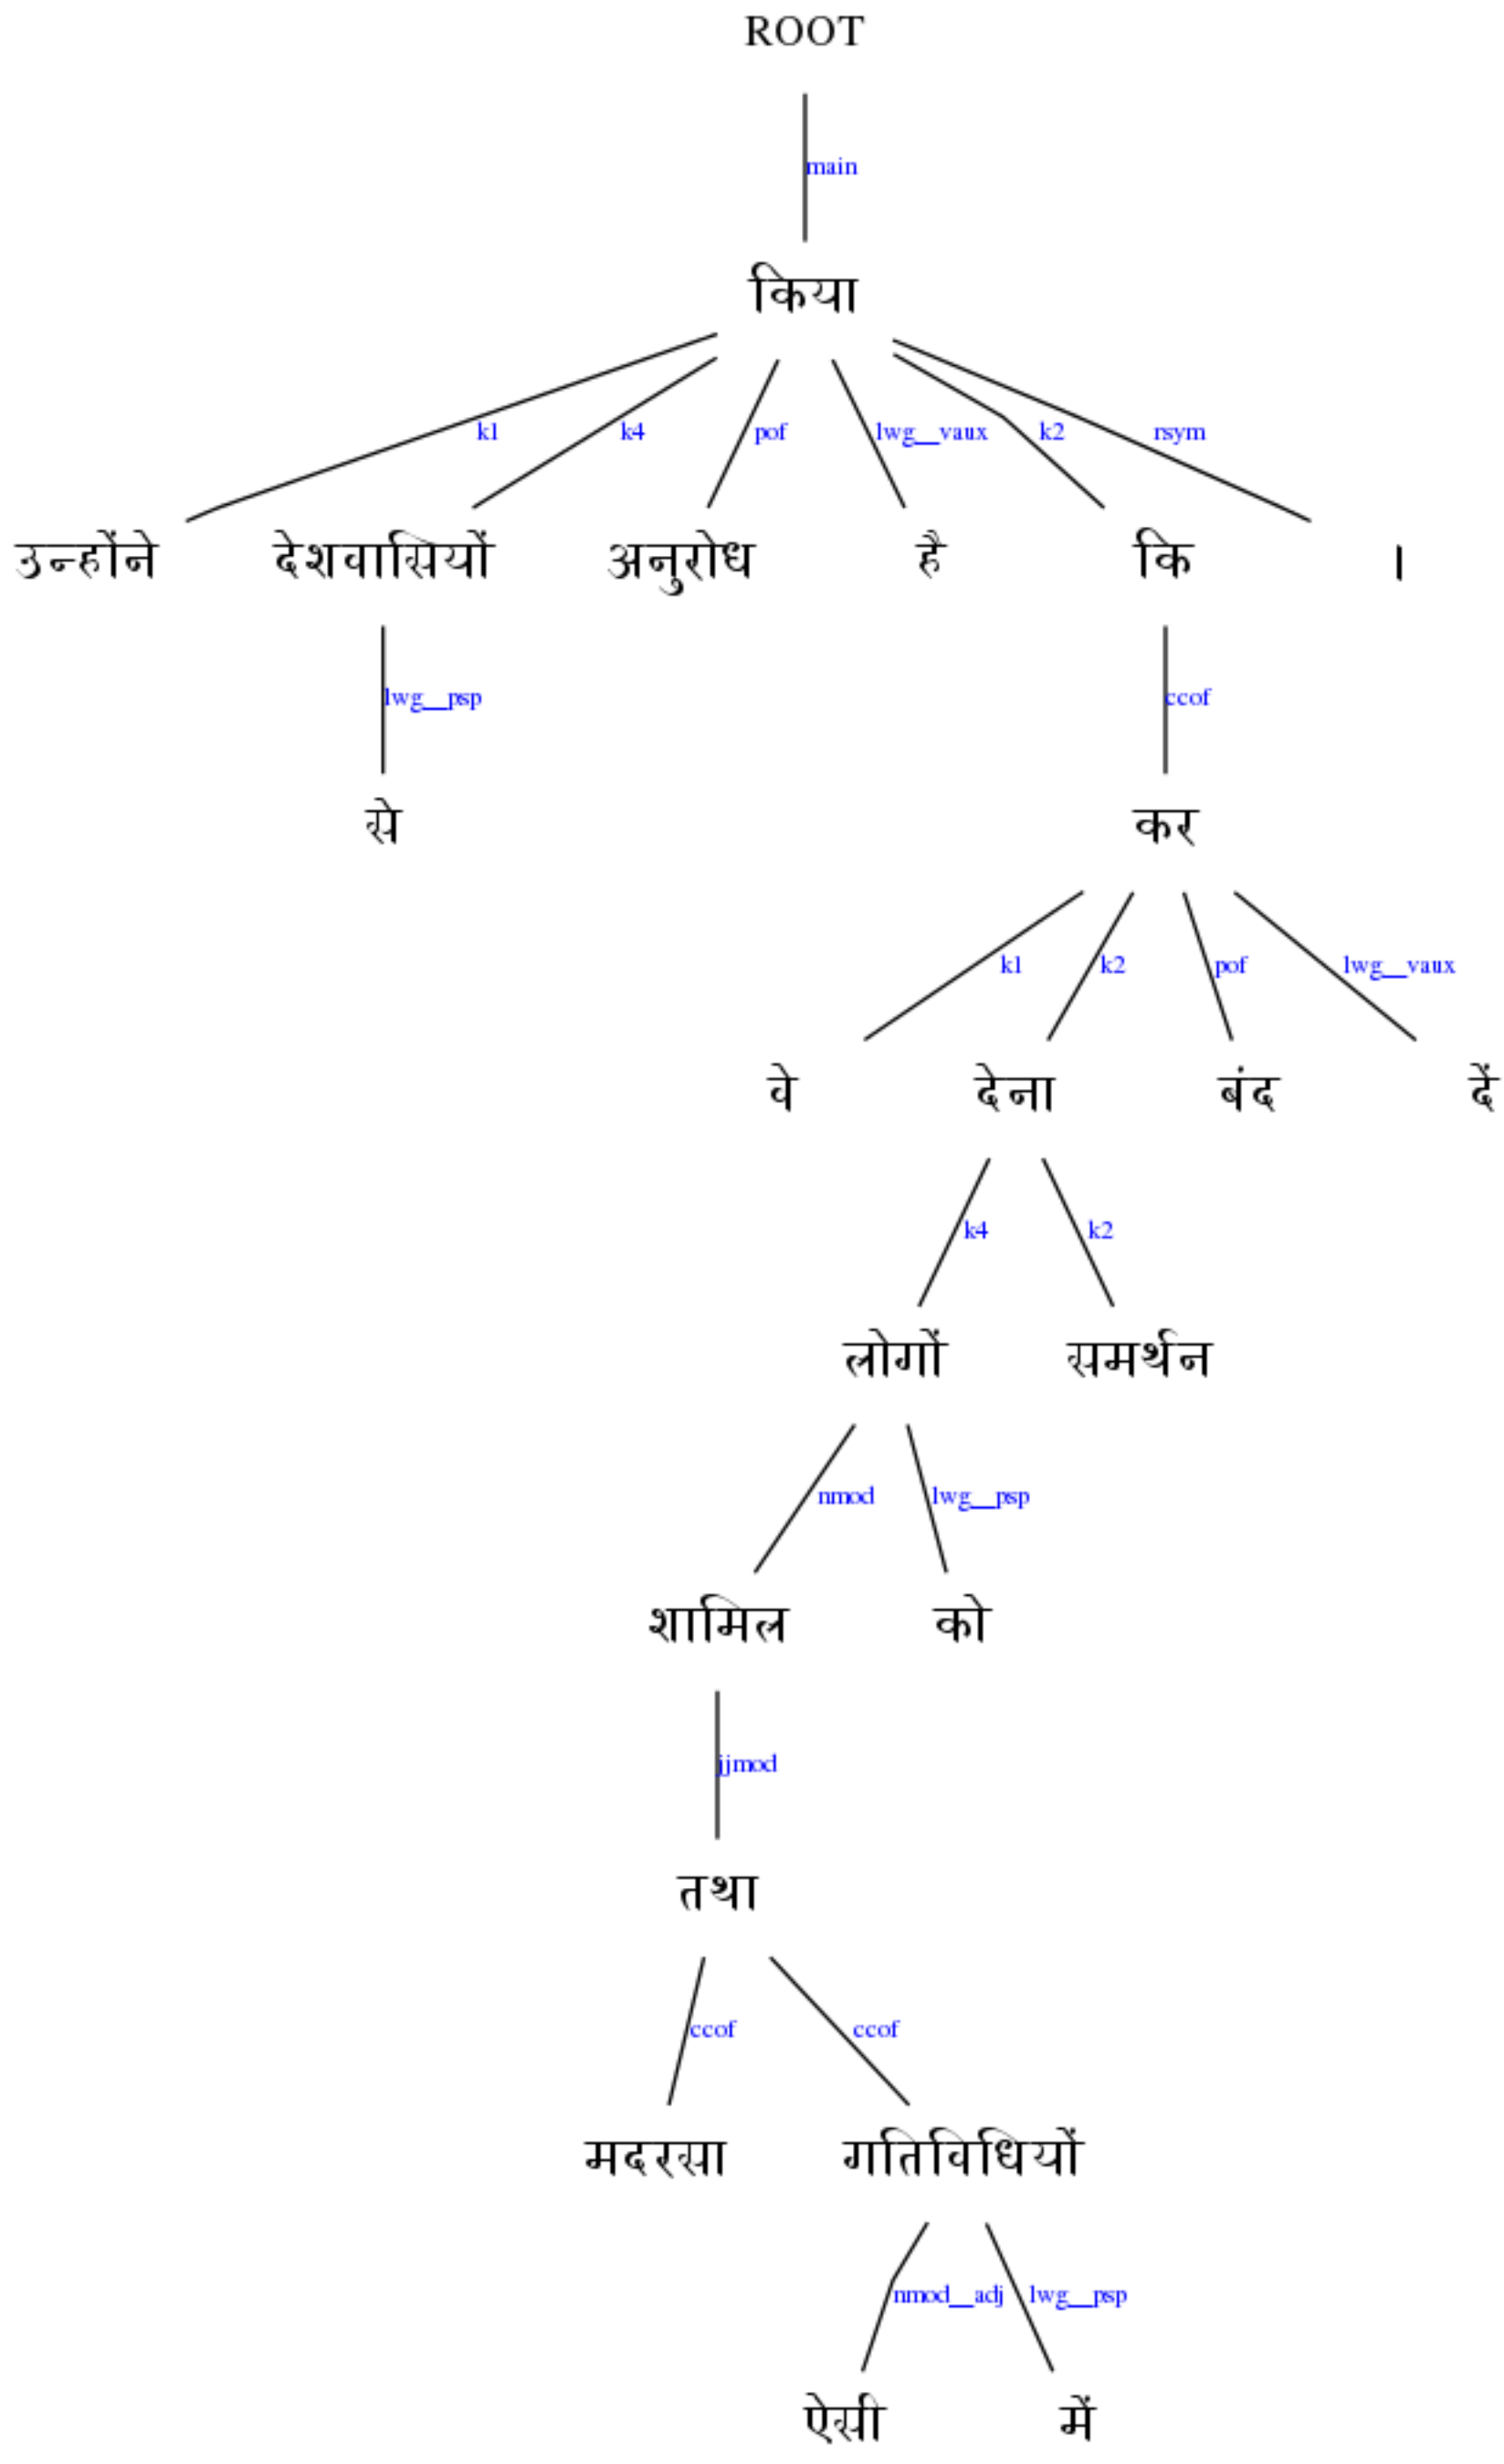 ROOT
main
किया
k1 k4 pof lwg__vaux k2 rsym
उन्होंने देशवासियों अनुरोध है कि ।
lwg__psp ccof
से कर
k1 k2 pof lwg__vaux
वे देना बंद दें
k4 k2
लोगों समर्थन
nmod lwg__psp
शामिल को
jjmod
तथा
ccof ccof
मदरसा गतिविधियों
nmod__adj lwg__psp
ऐसी में